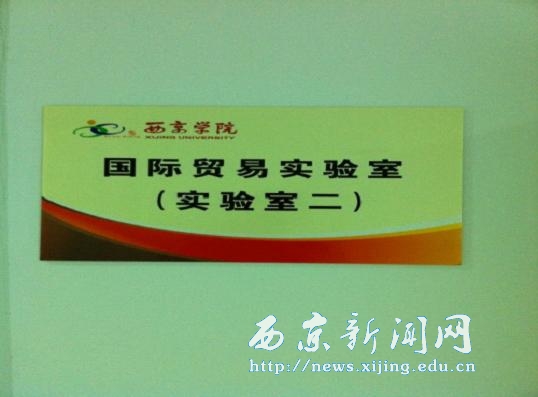 西京学院
XIJING UNIVERSITY
国际贸易实验室
（实验室二）
西京新闻网
http://news.xijing.edu.cn